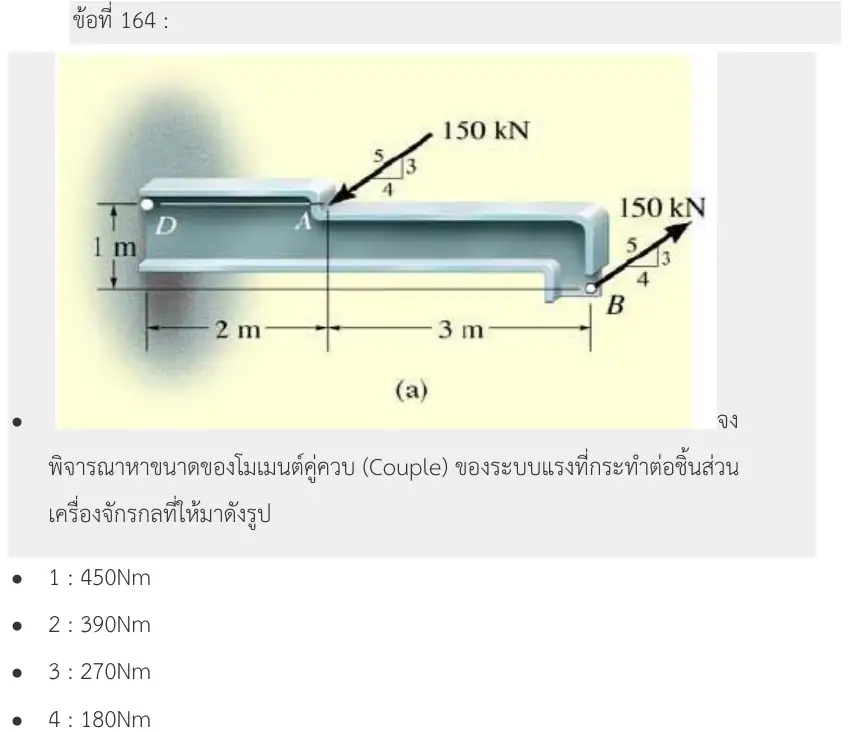 ข้อที่ 164 :
150 kN
5
3
4
150 kN
D
A
1 m
5
3
4
B
2 m
3 m
(a)
จง
พิจารณาหาขนาดของโมเมนต์คู่ควบ (Couple) ของระบบแรงที่กระทำต่อชิ้นส่วน
เครื่องจักรกลที่ให้มาดังรูป
1 : 450Nm
2 : 390Nm
3 : 270Nm
4 : 180Nm